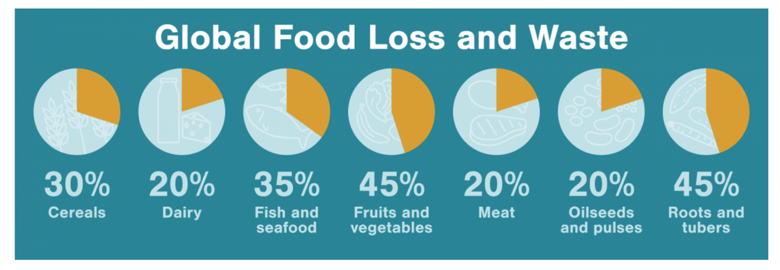 Global Food Loss and Waste
30%
Cereals
20%
Dairy
35%
Fish and
seafood
45%
Fruits and
vegetables
20%
Meat
20%
Oilseeds
and pulses
45%
Roots and
tubers